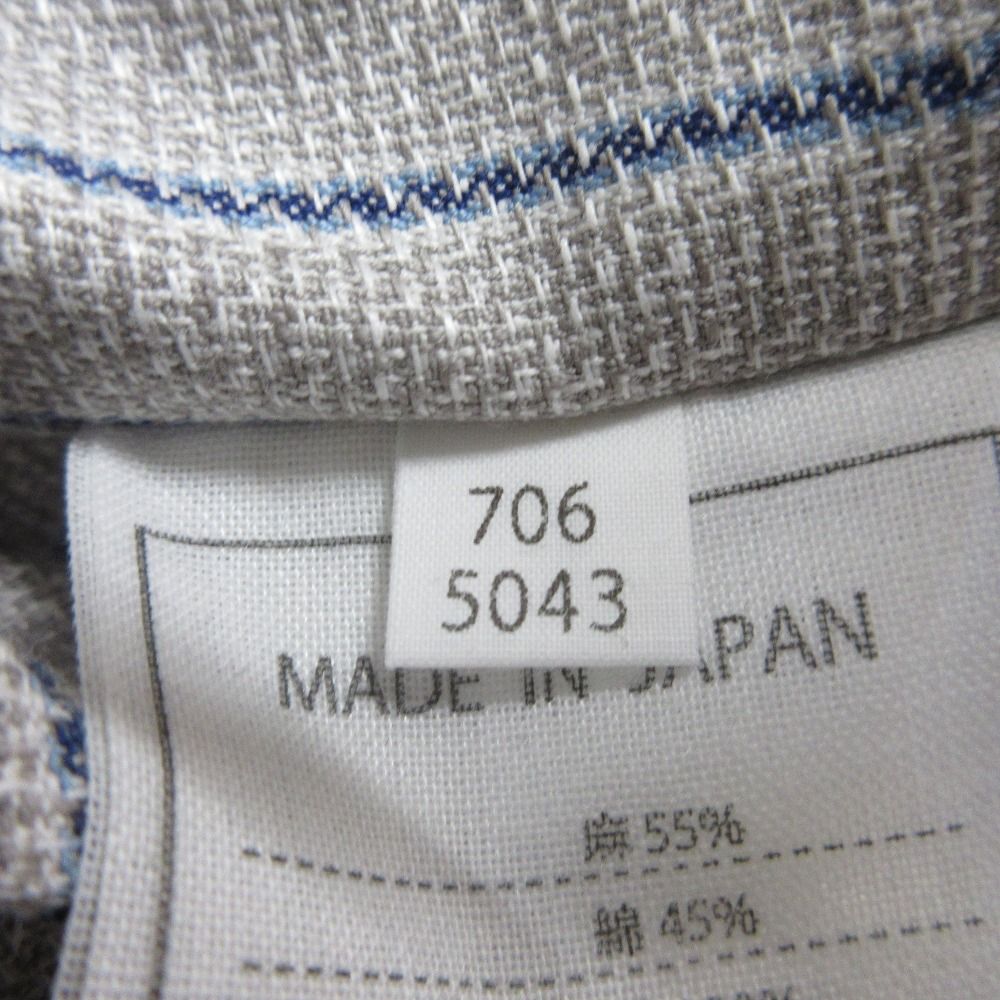 706
5043
MADE IN JAPAN
麻 55%
綿 45%